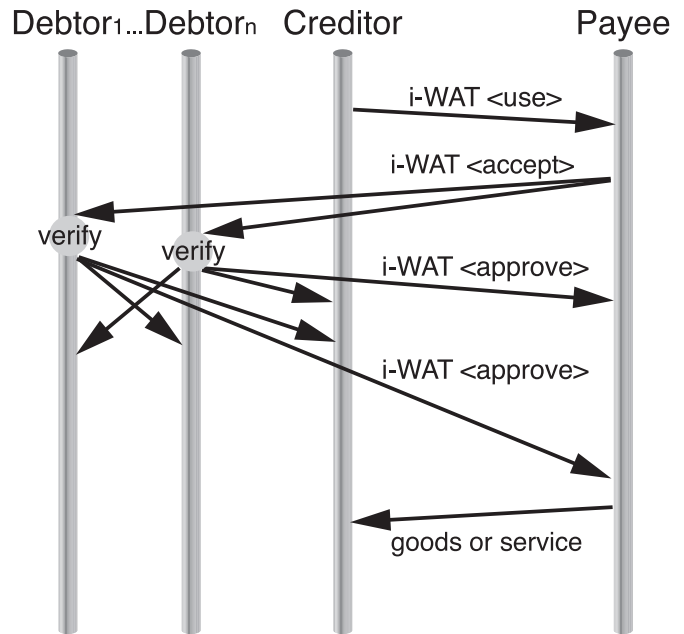 Debtor1...Debtorn Creditor Payee
i-WAT <use>
i-WAT <accept>
verify
verify
i-WAT <approve>
i-WAT <approve>
goods or service